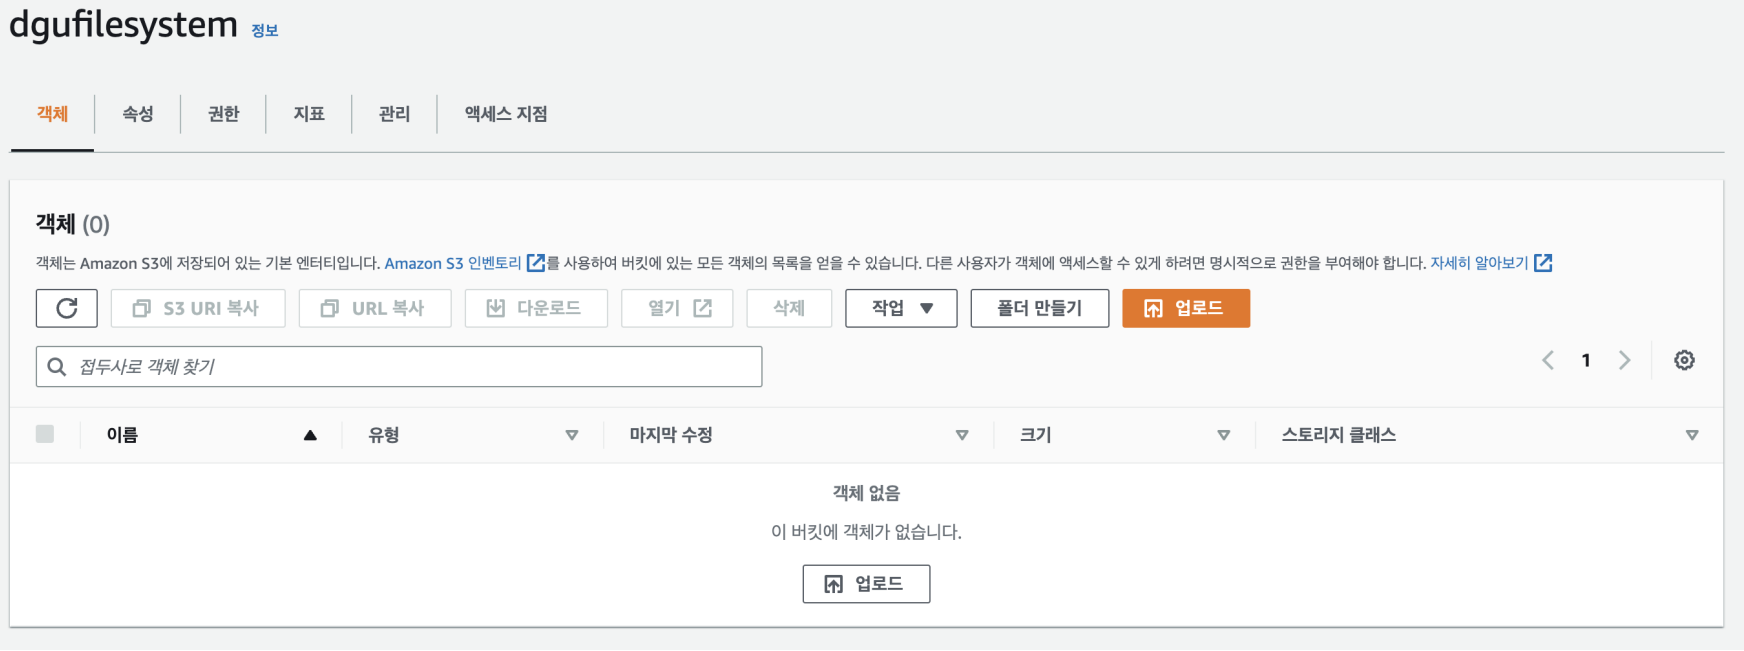 dgufilesystem 정보
객체 속성 권한 지표 관리 액세스 지점
객체 (0)
객체는 Amazon S3에 저장되어 있는 기본 엔터티입니다. Amazon S3 인벤토리 를 사용하여 버킷에 있는 모든 객체의 목록을 얻을 수 있습니다. 다른 사용자가 객체에 액세스할 수 있게 하려면 명시적으로 권한을 부여해야 합니다. 자세히 알아보기
S3 URI 복사 URL 복사 다운로드 열기 삭제 작업 폴더 만들기 업로드
접두사로 객체 찾기 1
이름 유형 마지막 수정 크기 스토리지 클래스
객체 없음
이 버킷에 객체가 없습니다.
업로드